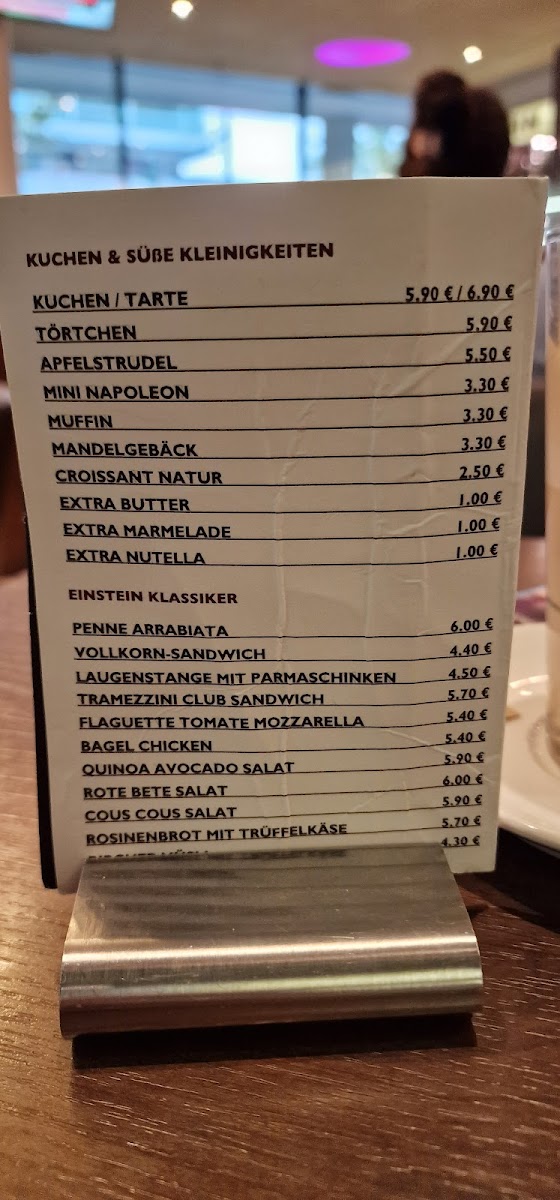 KUCHEN & SÜßE KLEINIGKEITEN
KUCHEN / TARTE 5.90 € / 6.90 €
TÖRTCHEN 5.90 €
APFELSTRUDEL 5.50 €
MINI NAPOLEON 3.30 €
MUFFIN 3.30 €
MANDELGEBÄCK 3.30 €
CROISSANT NATUR 2.50 €
EXTRA BUTTER 1.00 €
EXTRA MARMELADE 1.00 €
EXTRA NUTELLA 1.00 €
EINSTEIN KLASSIKER
PENNE ARRABIATA 6.00 €
VOLLKORN-SANDWICH 4.40 €
LAUGENSTANGE MIT PARMASCHINKEN 4.50 €
TRAMEZZINI CLUB SANDWICH 5.70 €
FLAGUETTE TOMATE MOZZARELLA 5.40 €
BAGEL CHICKEN 5.40 €
QUINOA AVOCADO SALAT 5.90 €
ROTE BETE SALAT 6.00 €
COUS COUS SALAT 5.90 €
ROSINENBROT MIT TRÜFFELKÄSE 5.70 €
4.30 €